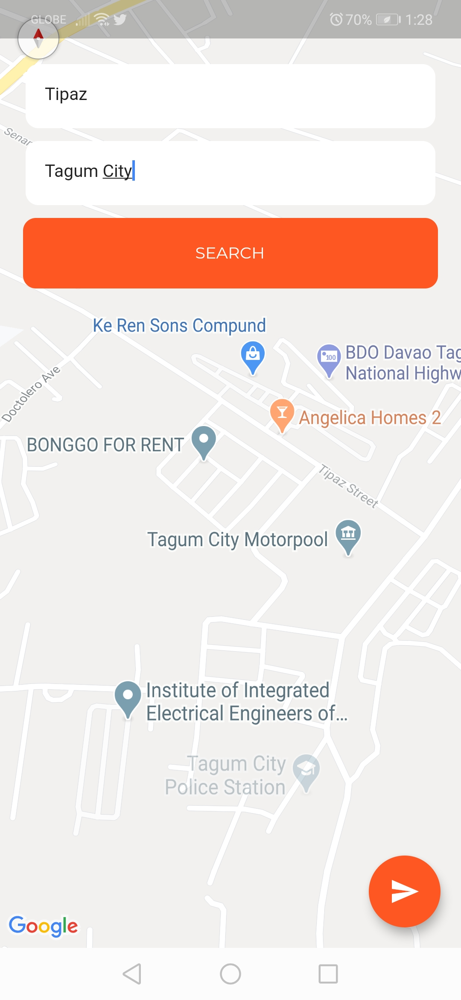 GLOBE
70%
1:28
Tipaz
Senar
Tagum City
SEARCH
Ke Ren Sons Compund
BDO Davao Tag
National Highw
100
Doctolero Ave
Angelica Homes 2
BONGGO FOR RENT
Tipaz Street
Tagum City Motorpool
Institute of Integrated
Electrical Engineers of...
Tagum City
Police Station
Google